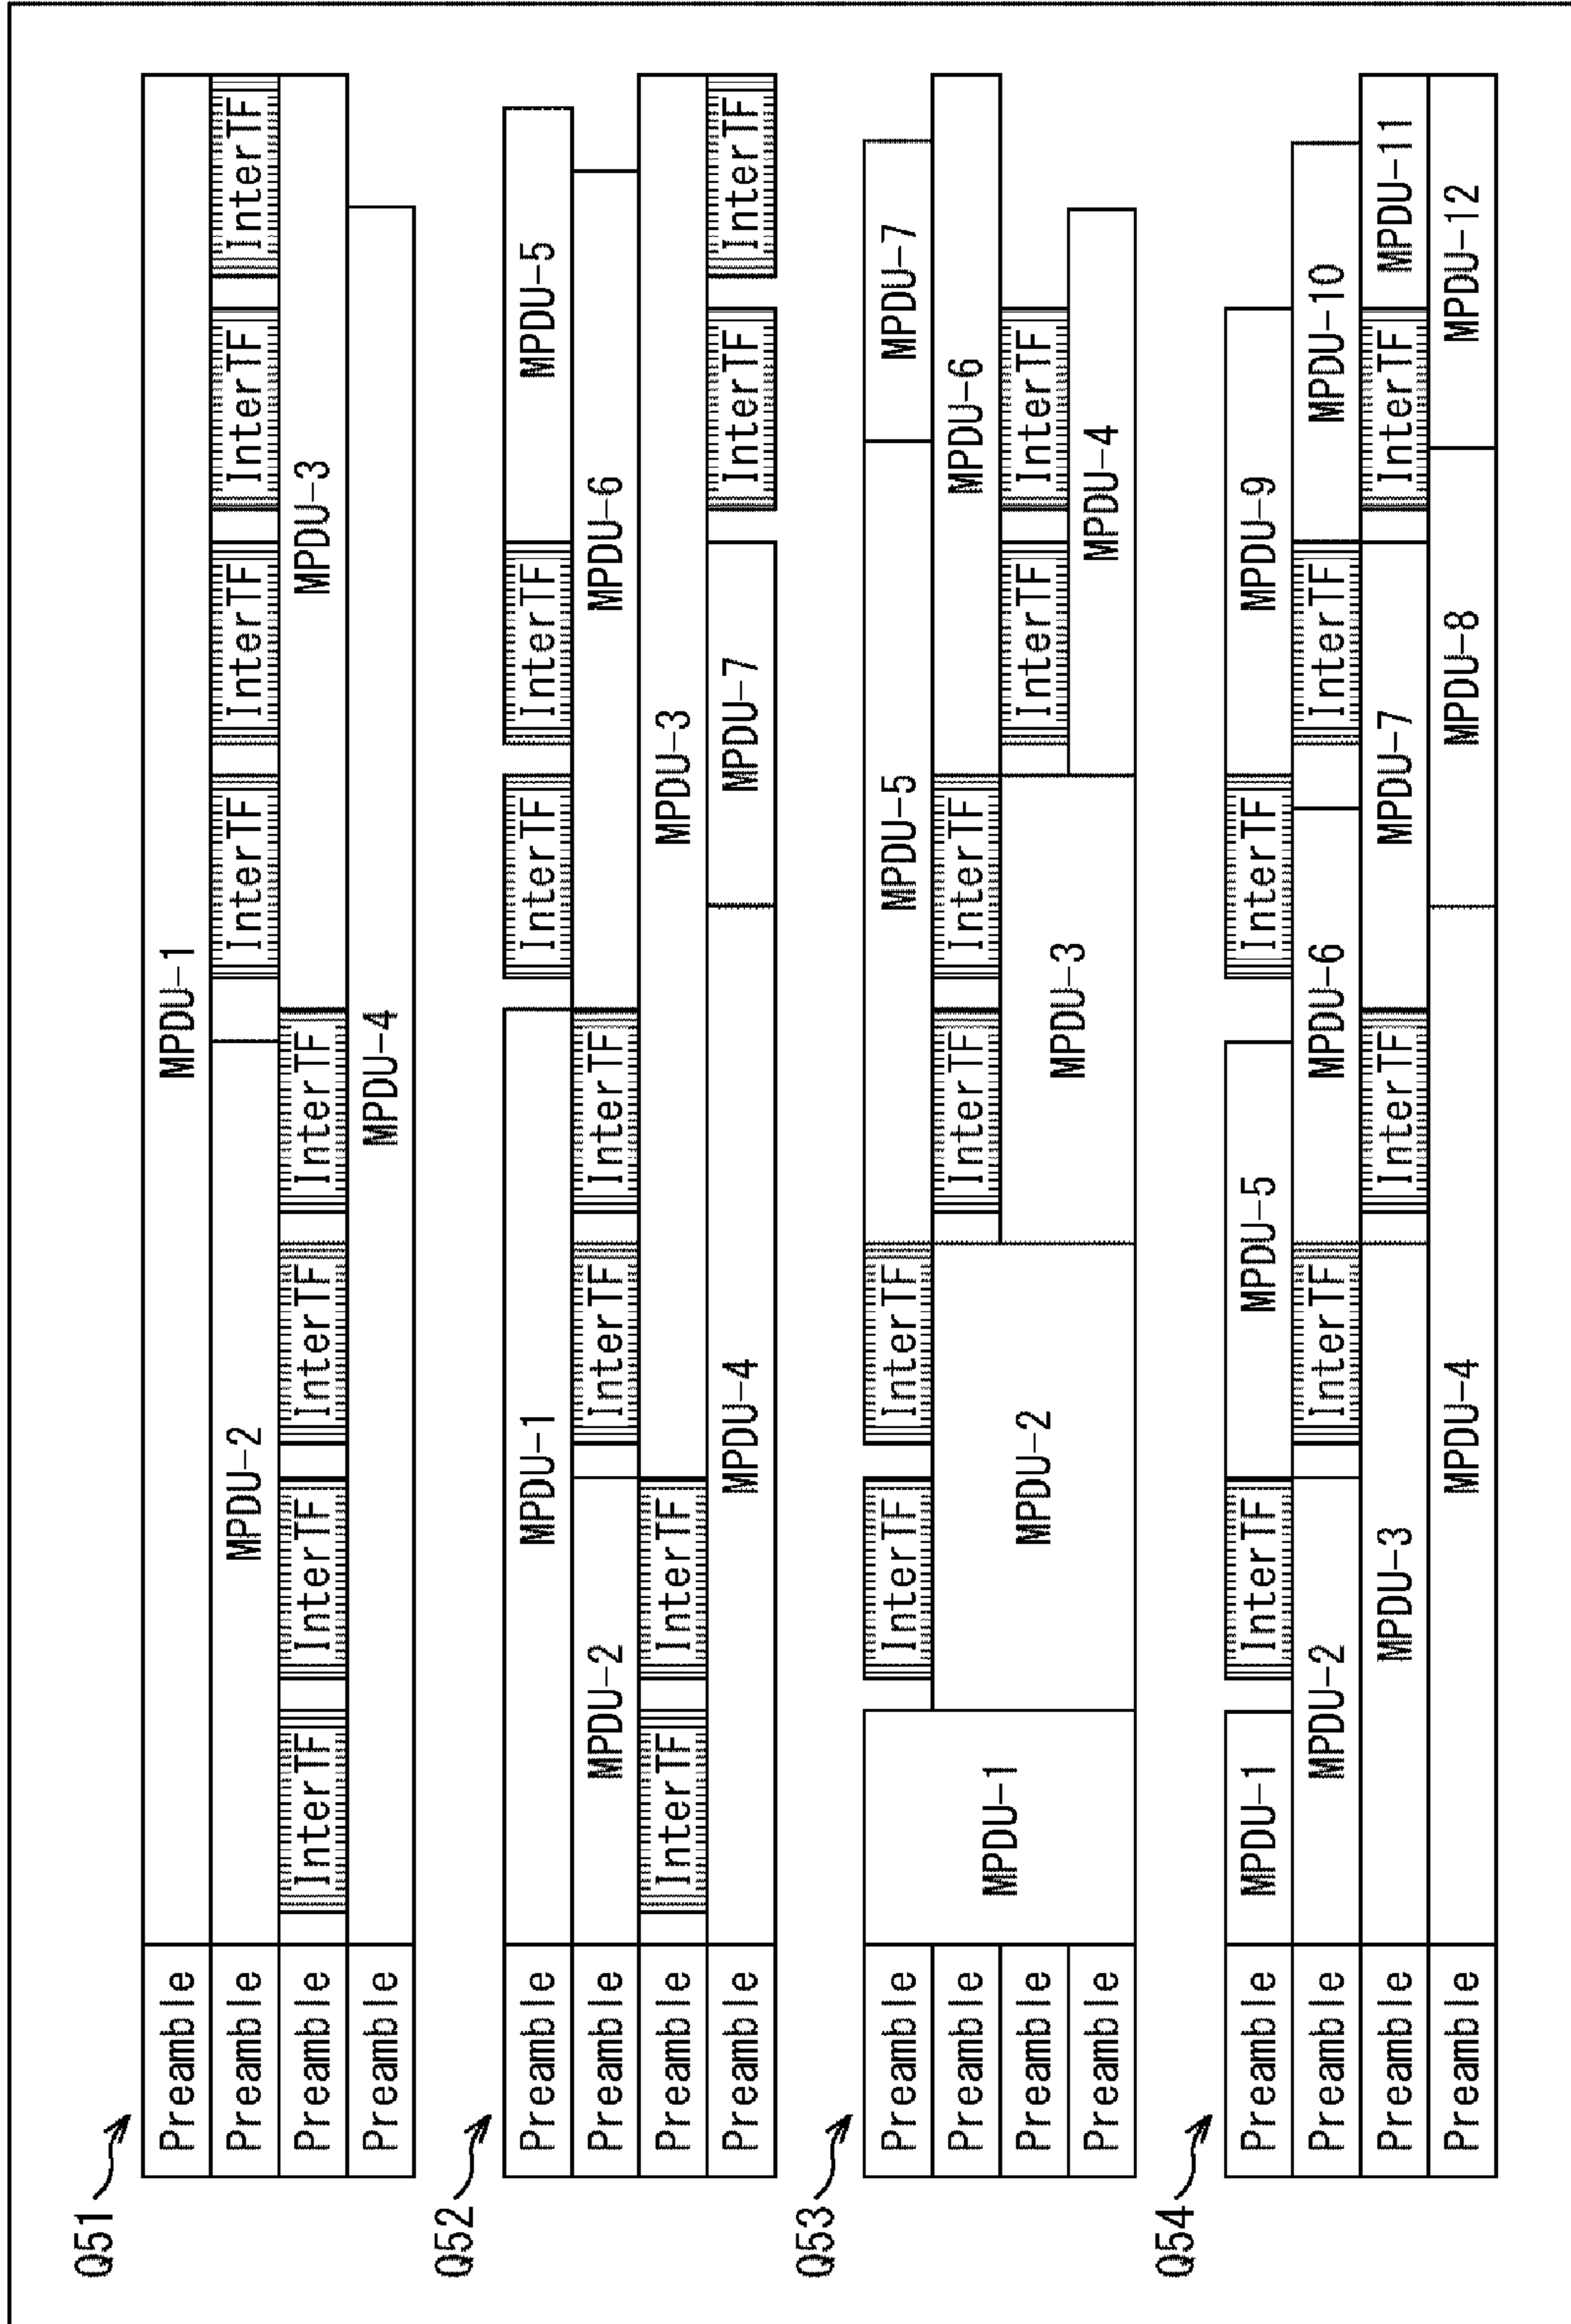 Q51
Preamble
MPDU-1
Preamble
MPDU-2
InterTF
InterTF
InterTF
InterTF
Preamble
InterTF
InterTF
InterTF
InterTF
MPDU-3
Preamble
MPDU-4
Q52
Preamble
MPDU-1
InterTF
InterTF
MPDU-5
Preamble
MPDU-2
InterTF
InterTF
MPDU-6
Preamble
InterTF
InterTF
MPDU-3
Preamble
MPDU-4
MPDU-7
InterTF
InterTF
Q53
Preamble
Preamble
Preamble
Preamble
MPDU-1
InterTF
InterTF
MPDU-5
MPDU-7
MPDU-2
InterTF
InterTF
MPDU-6
MPDU-3
InterTF
InterTF
MPDU-4
Q54
Preamble
MPDU-1
InterTF
MPDU-5
InterTF
MPDU-9
Preamble
MPDU-2
InterTF
MPDU-6
InterTF
MPDU-10
Preamble
MPDU-3
InterTF
MPDU-7
InterTF
MPDU-11
Preamble
MPDU-4
MPDU-8
MPDU-12